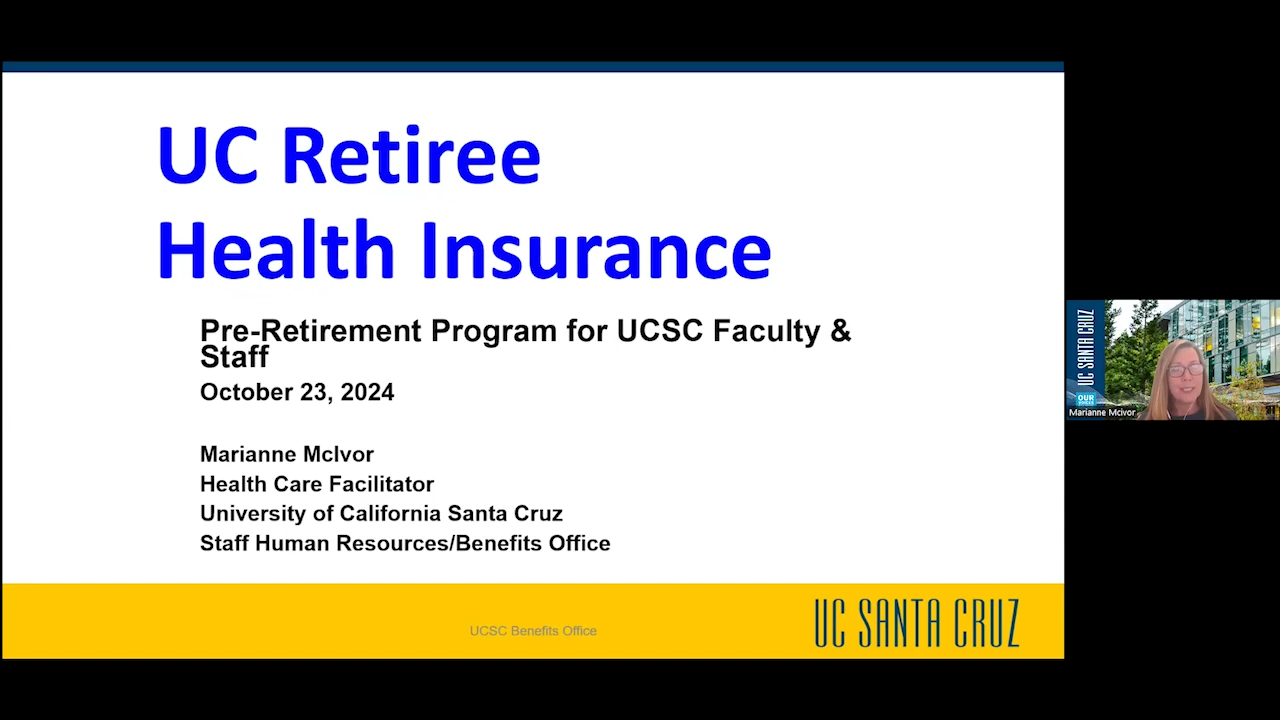 UC Retiree
Health Insurance
Pre-Retirement Program for UCSC Faculty &
Staff
October 23, 2024
Marianne McIvor
Health Care Facilitator
University of California Santa Cruz
Staff Human Resources/Benefits Office
UCSC Benefits Office
UC SANTA CRUZ
UC SANTA CRUZ
OUR
Marianne McIvor